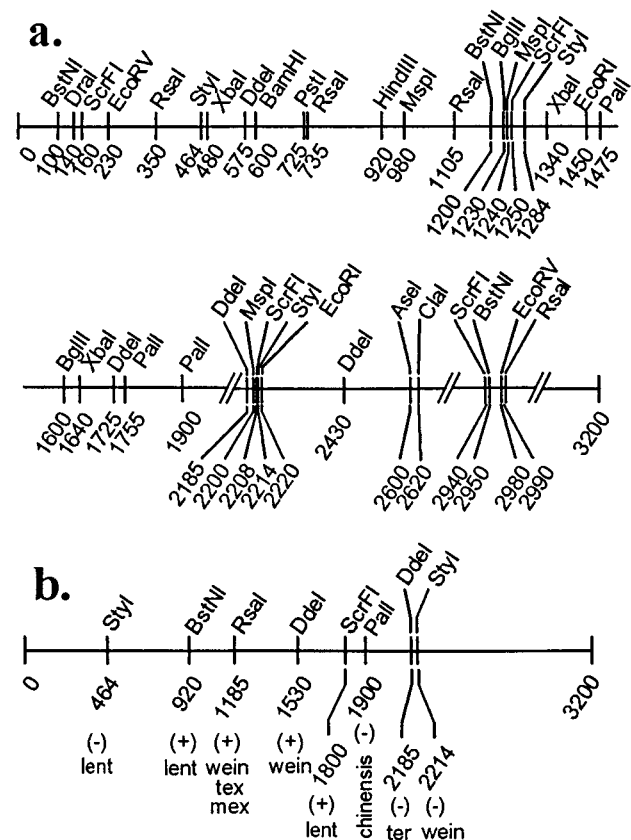 a.
BstNI DraI ScrFI EcoRV RsaI StyI XbaI DdeI BamHI PstI RsaI HindIII MspI RsaI BstNI BglII MspI ScrFI StyI XbaI EcoRI PalI
0 100 140 160 230 350 464 480 575 600 725 735 920 980 1105 1200 1230 1240 1250 1284 1340 1450 1475
BglII XbaI DdeI PalI PalI DdeI MspI ScrFI StyI EcoRI DdeI AseI ClaI ScrFI BstNI EcoRV RsaI
1600 1640 1725 1755 1900 2185 2200 2208 2214 2220 2430 2600 2620 2940 2950 2980 2990 3200
b.
StyI BstNI RsaI DdeI ScrFI PalI DdeI StyI
0 464 920 1185 1530 1800 1900 2185 2214 3200
(-) (+) (+) (+) (+) (-) (-) (-)
lent lent wein wein lent chinensis ter wein
tex
mex